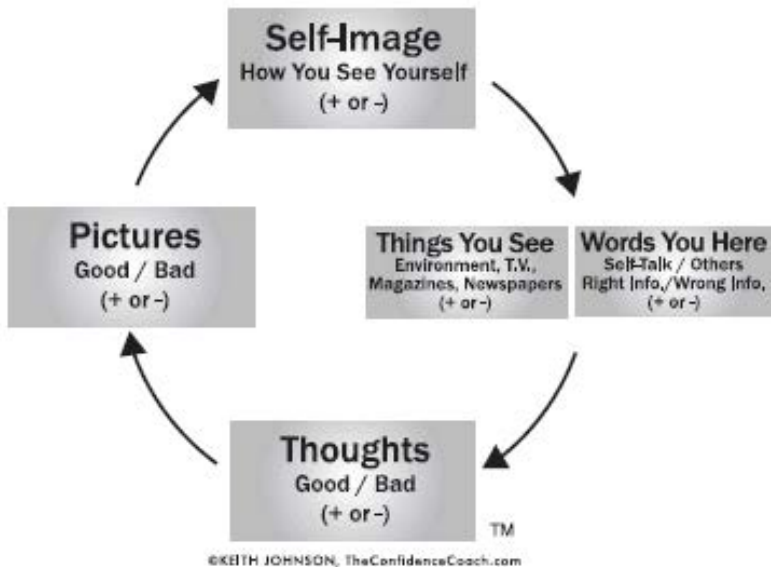 Self-Image
How You See Yourself
(+ or -)
Pictures
Good / Bad
(+ or -)
Things You See
Environment, T.V.,
Magazines, Newspapers
(+ or -)
Words You Here
Self-Talk / Others
Right Info./Wrong Info,
(+ or -)
Thoughts
Good / Bad
(+ or -)
TM
©KEITH JOHNSON, TheConfidenceCoach.com